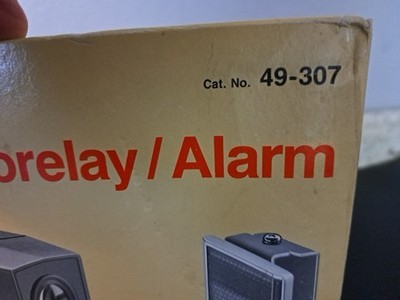 Cat. No. 49-307
orelay / Alarm